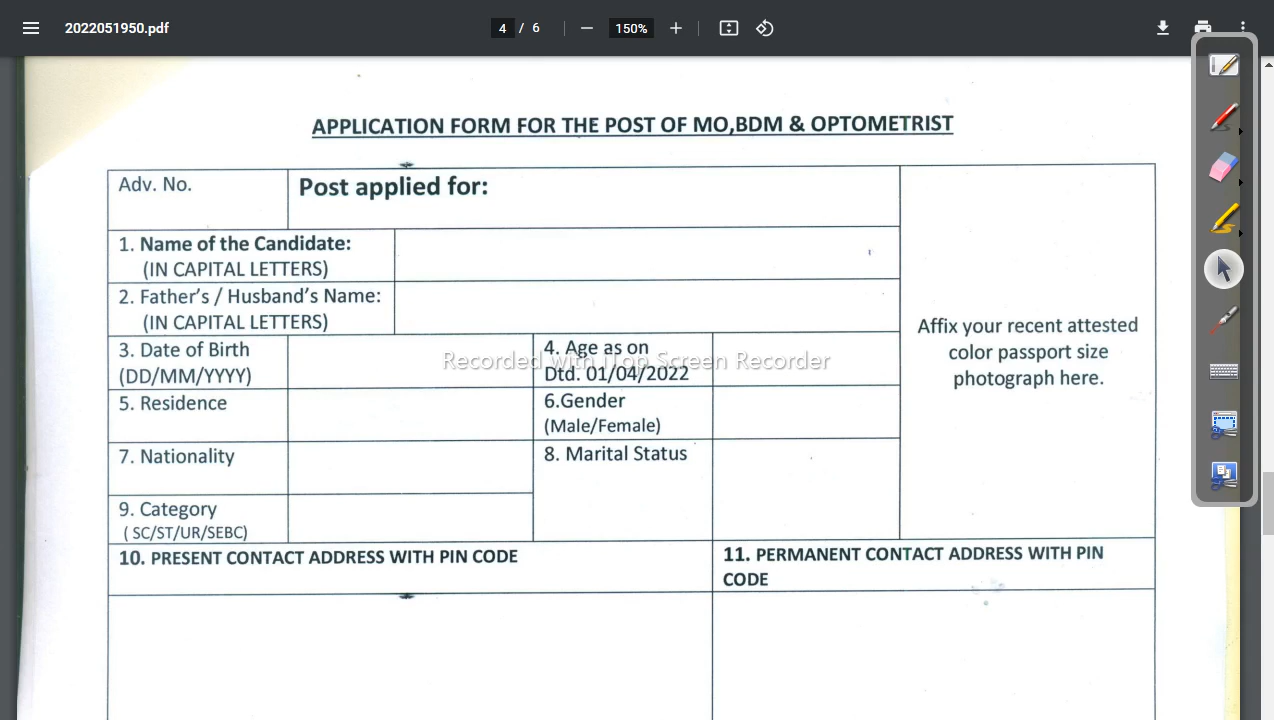 2022051950.pdf
4 / 6
150%
APPLICATION FORM FOR THE POST OF MO,BDM & OPTOMETRIST
Adv. No.
Post applied for:
1. Name of the Candidate:
(IN CAPITAL LETTERS)
2. Father's / Husband's Name:
(IN CAPITAL LETTERS)
Affix your recent attested
color passport size
photograph here.
3. Date of Birth
(DD/MM/YYYY)
4. Age as on
Dtd. 01/04/2022
Recorded with iTop Screen Recorder
5. Residence
6.Gender
(Male/Female)
7. Nationality
8. Marital Status
9. Category
( SC/ST/UR/SEBC)
10. PRESENT CONTACT ADDRESS WITH PIN CODE
11. PERMANENT CONTACT ADDRESS WITH PIN
CODE